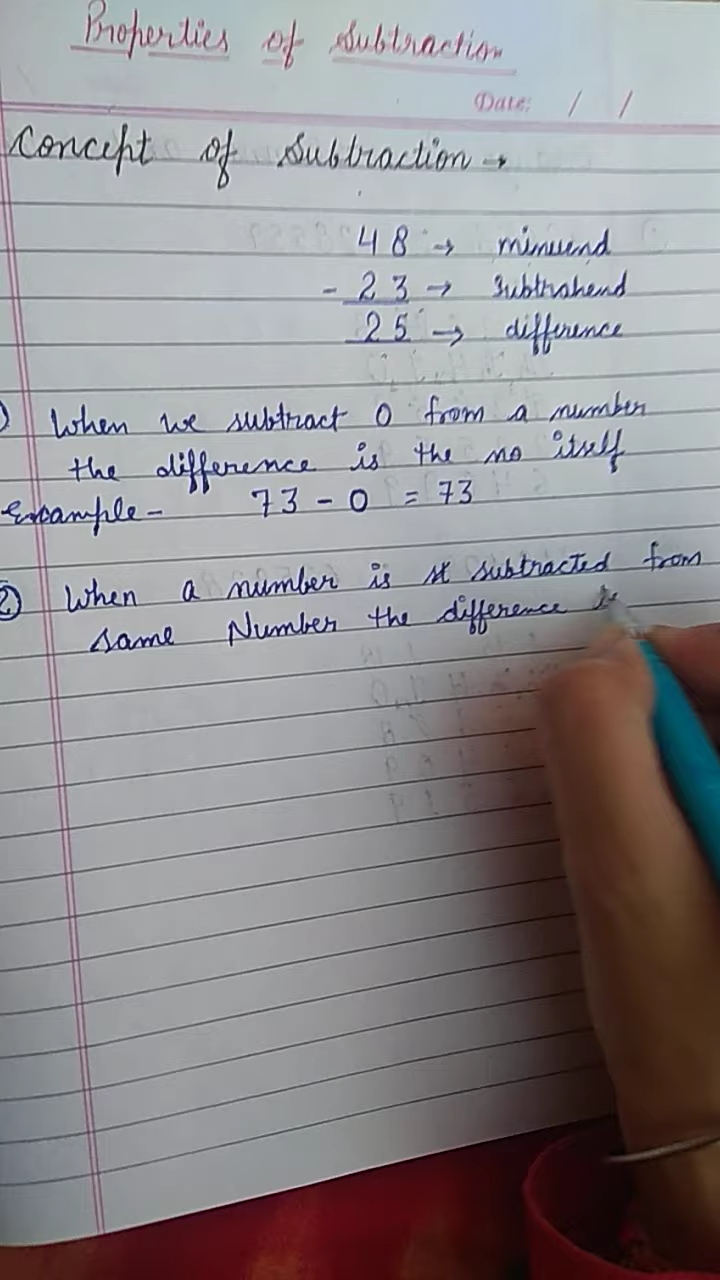 Properties of Subtraction
Date: / /
Concept of Subtraction →
48 → minuend
- 23 → Subtrahend
25 → difference
) When we subtract 0 from a number
the difference is the no itself
Example - 73 - 0 = 73
2) When a number is st subtracted from
same Number the difference is